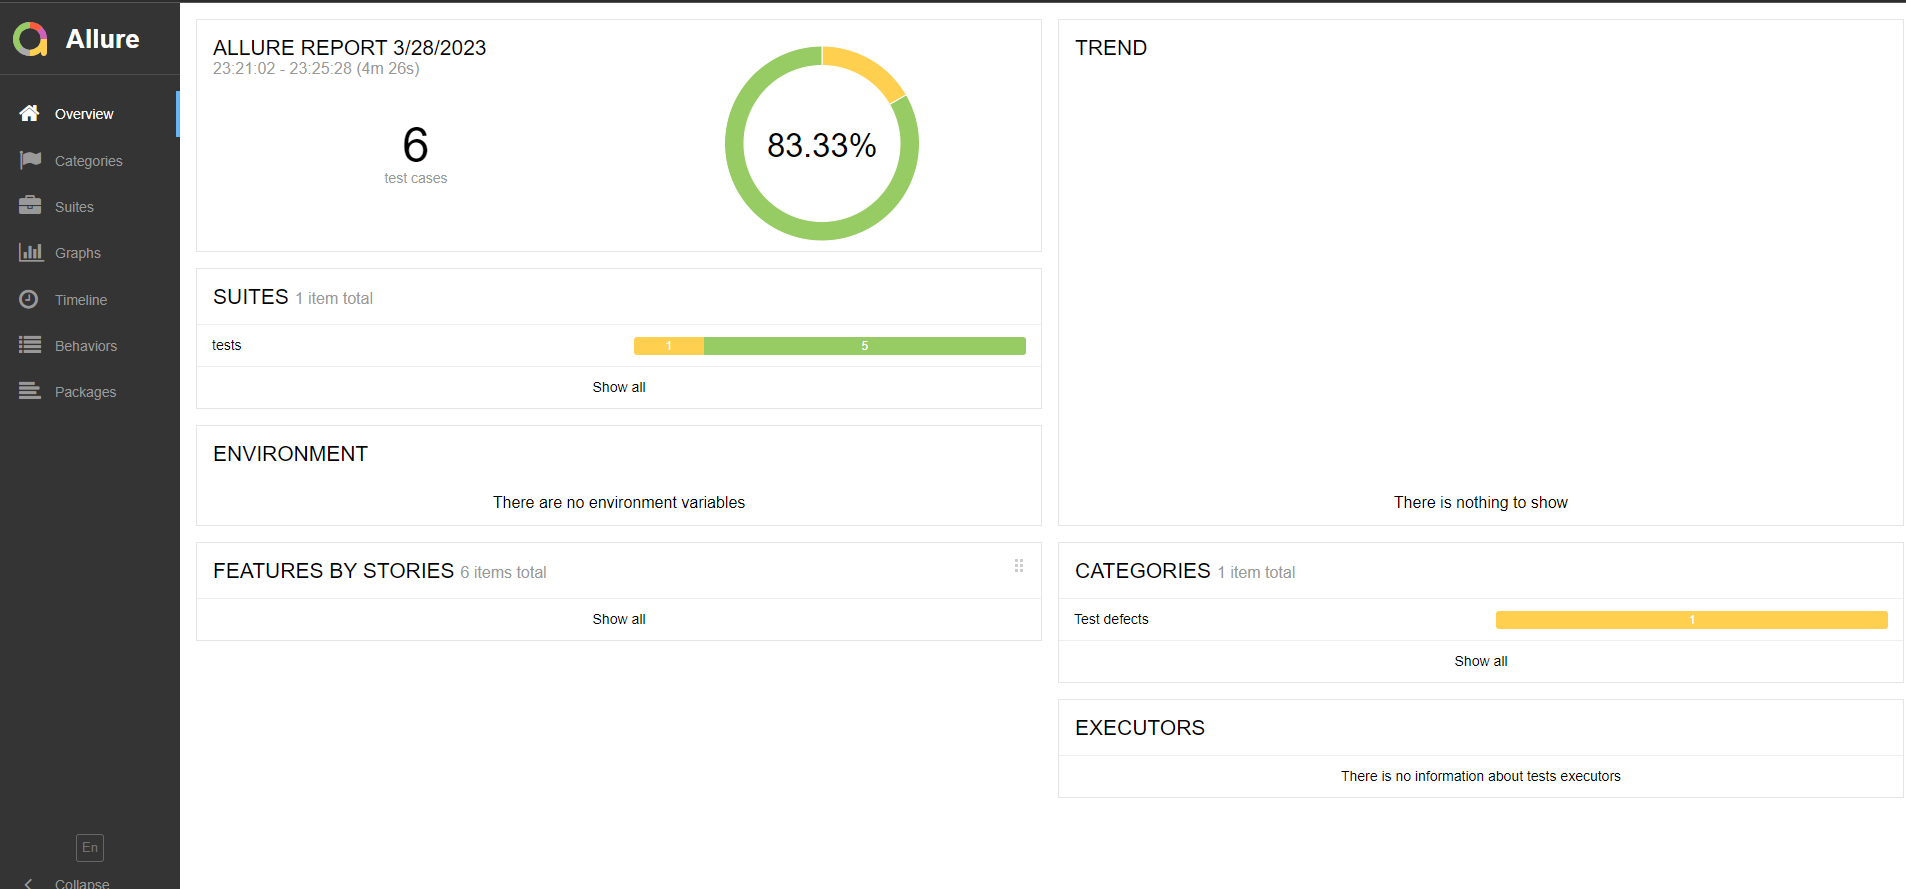 Allure
Overview
Categories
Suites
Graphs
Timeline
Behaviors
Packages
En
Collapse
ALLURE REPORT 3/28/2023
23:21:02 - 23:25:28 (4m 26s)
6
test cases
83.33%
SUITES 1 item total
tests 1 5
Show all
ENVIRONMENT
There are no environment variables
FEATURES BY STORIES 6 items total
Show all
TREND
There is nothing to show
CATEGORIES 1 item total
Test defects 1
Show all
EXECUTORS
There is no information about tests executors